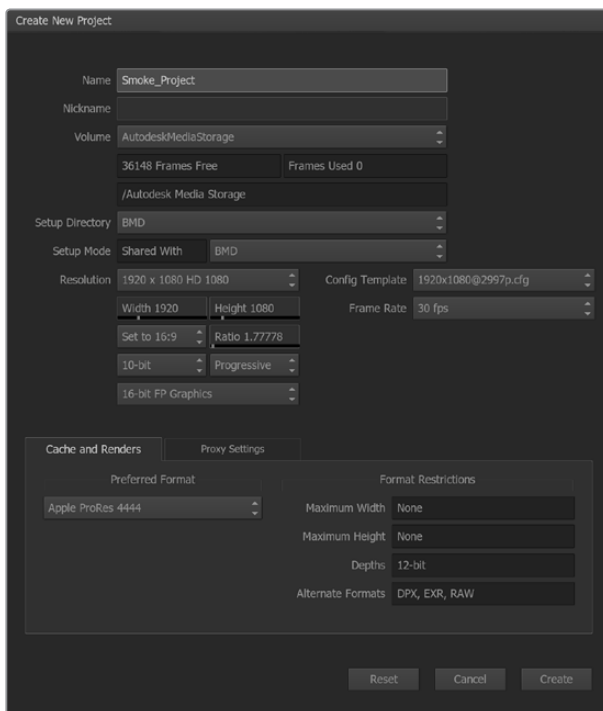 Create New Project
Name Smoke_Project
Nickname
Volume AutodeskMediaStorage
36148 Frames Free Frames Used 0
/Autodesk Media Storage
Setup Directory BMD
Setup Mode Shared With BMD
Resolution 1920 x 1080 HD 1080 Config Template 1920x1080@2997p.cfg
Width 1920 Height 1080 Frame Rate 30 fps
Set to 16:9 Ratio 1.77778
10-bit Progressive
16-bit FP Graphics
Cache and Renders Proxy Settings
Preferred Format Format Restrictions
Apple ProRes 4444 Maximum Width None
Maximum Height None
Depths 12-bit
Alternate Formats DPX, EXR, RAW
Reset Cancel Create